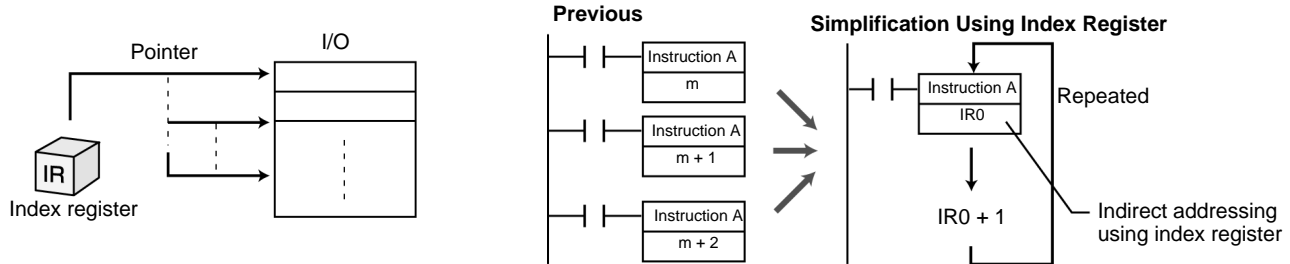 Pointer
I/O
IR
Index register
Previous
Instruction A
m
Instruction A
m + 1
Instruction A
m + 2
Simplification Using Index Register
Instruction A
IR0
Repeated
IR0 + 1
Indirect addressing
using index register